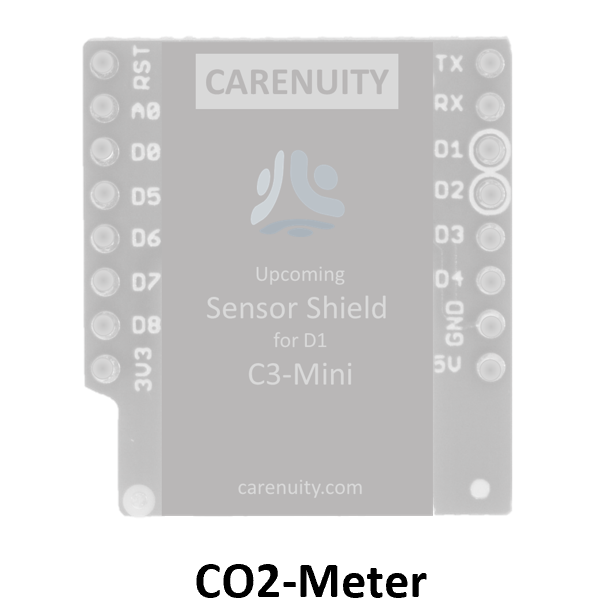 RST
A0
D0
D5
D6
D7
D8
3V3
CARENUITY
Upcoming
Sensor Shield
for D1
C3-Mini
carenuity.com
TX
RX
D1
D2
D3
D4
GND
5V
CO2-Meter